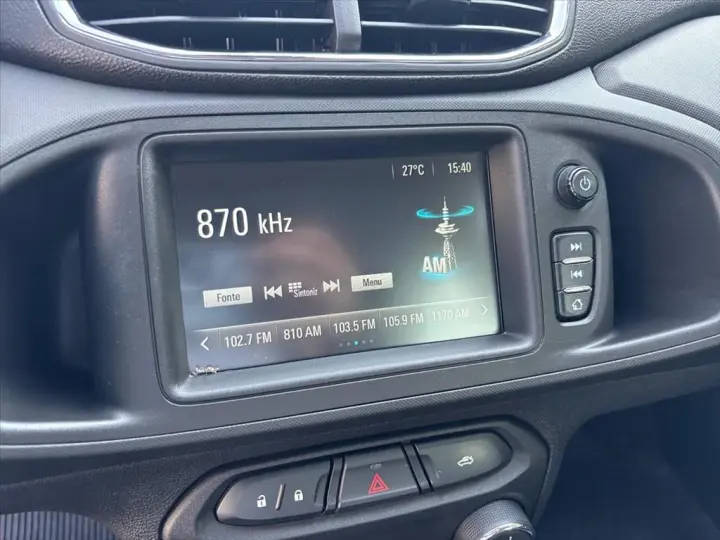 27°C 15:40
870 kHz
AM
Fonte Sintonir Menu
102.7 FM 810 AM 103.5 FM 105.9 FM 1170 AM